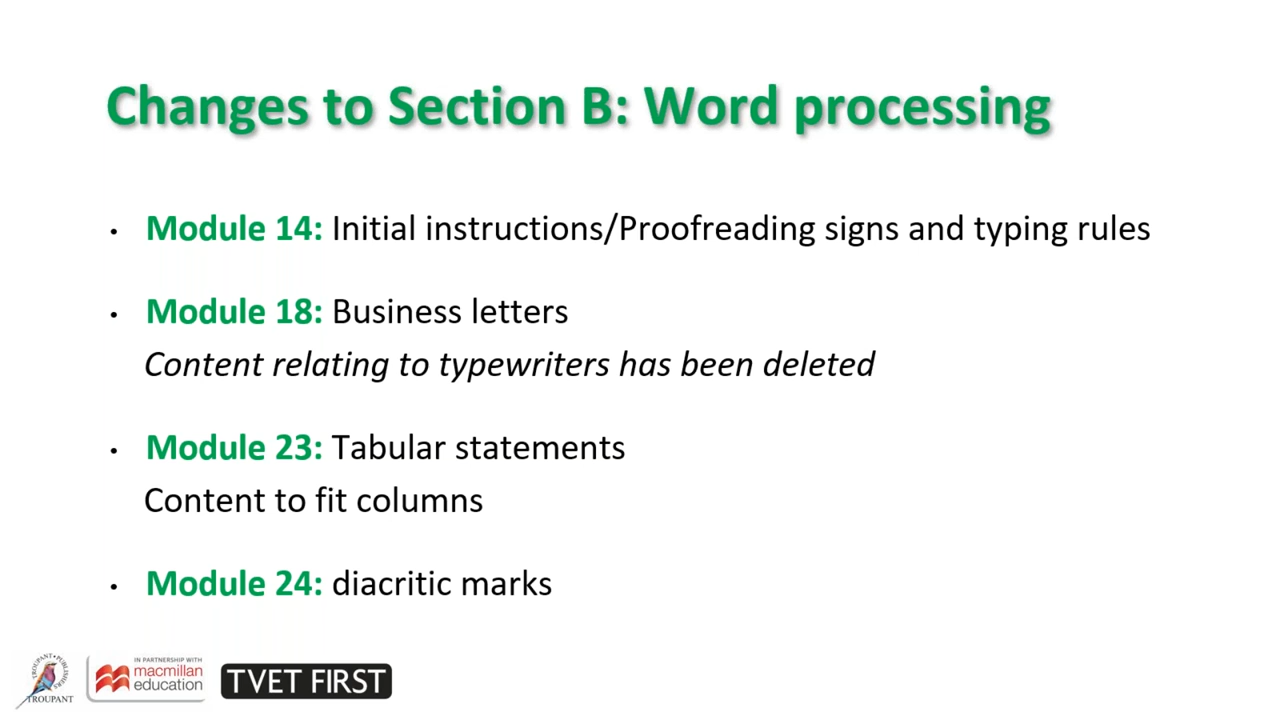 Changes to Section B: Word processing
• Module 14: Initial instructions/Proofreading signs and typing rules
• Module 18: Business letters
Content relating to typewriters has been deleted
• Module 23: Tabular statements
Content to fit columns
• Module 24: diacritic marks
TROUPANT • PUBLISHERS
TROUPANT
IN PARTNERSHIP WITH
macmillan
education
TVET FIRST